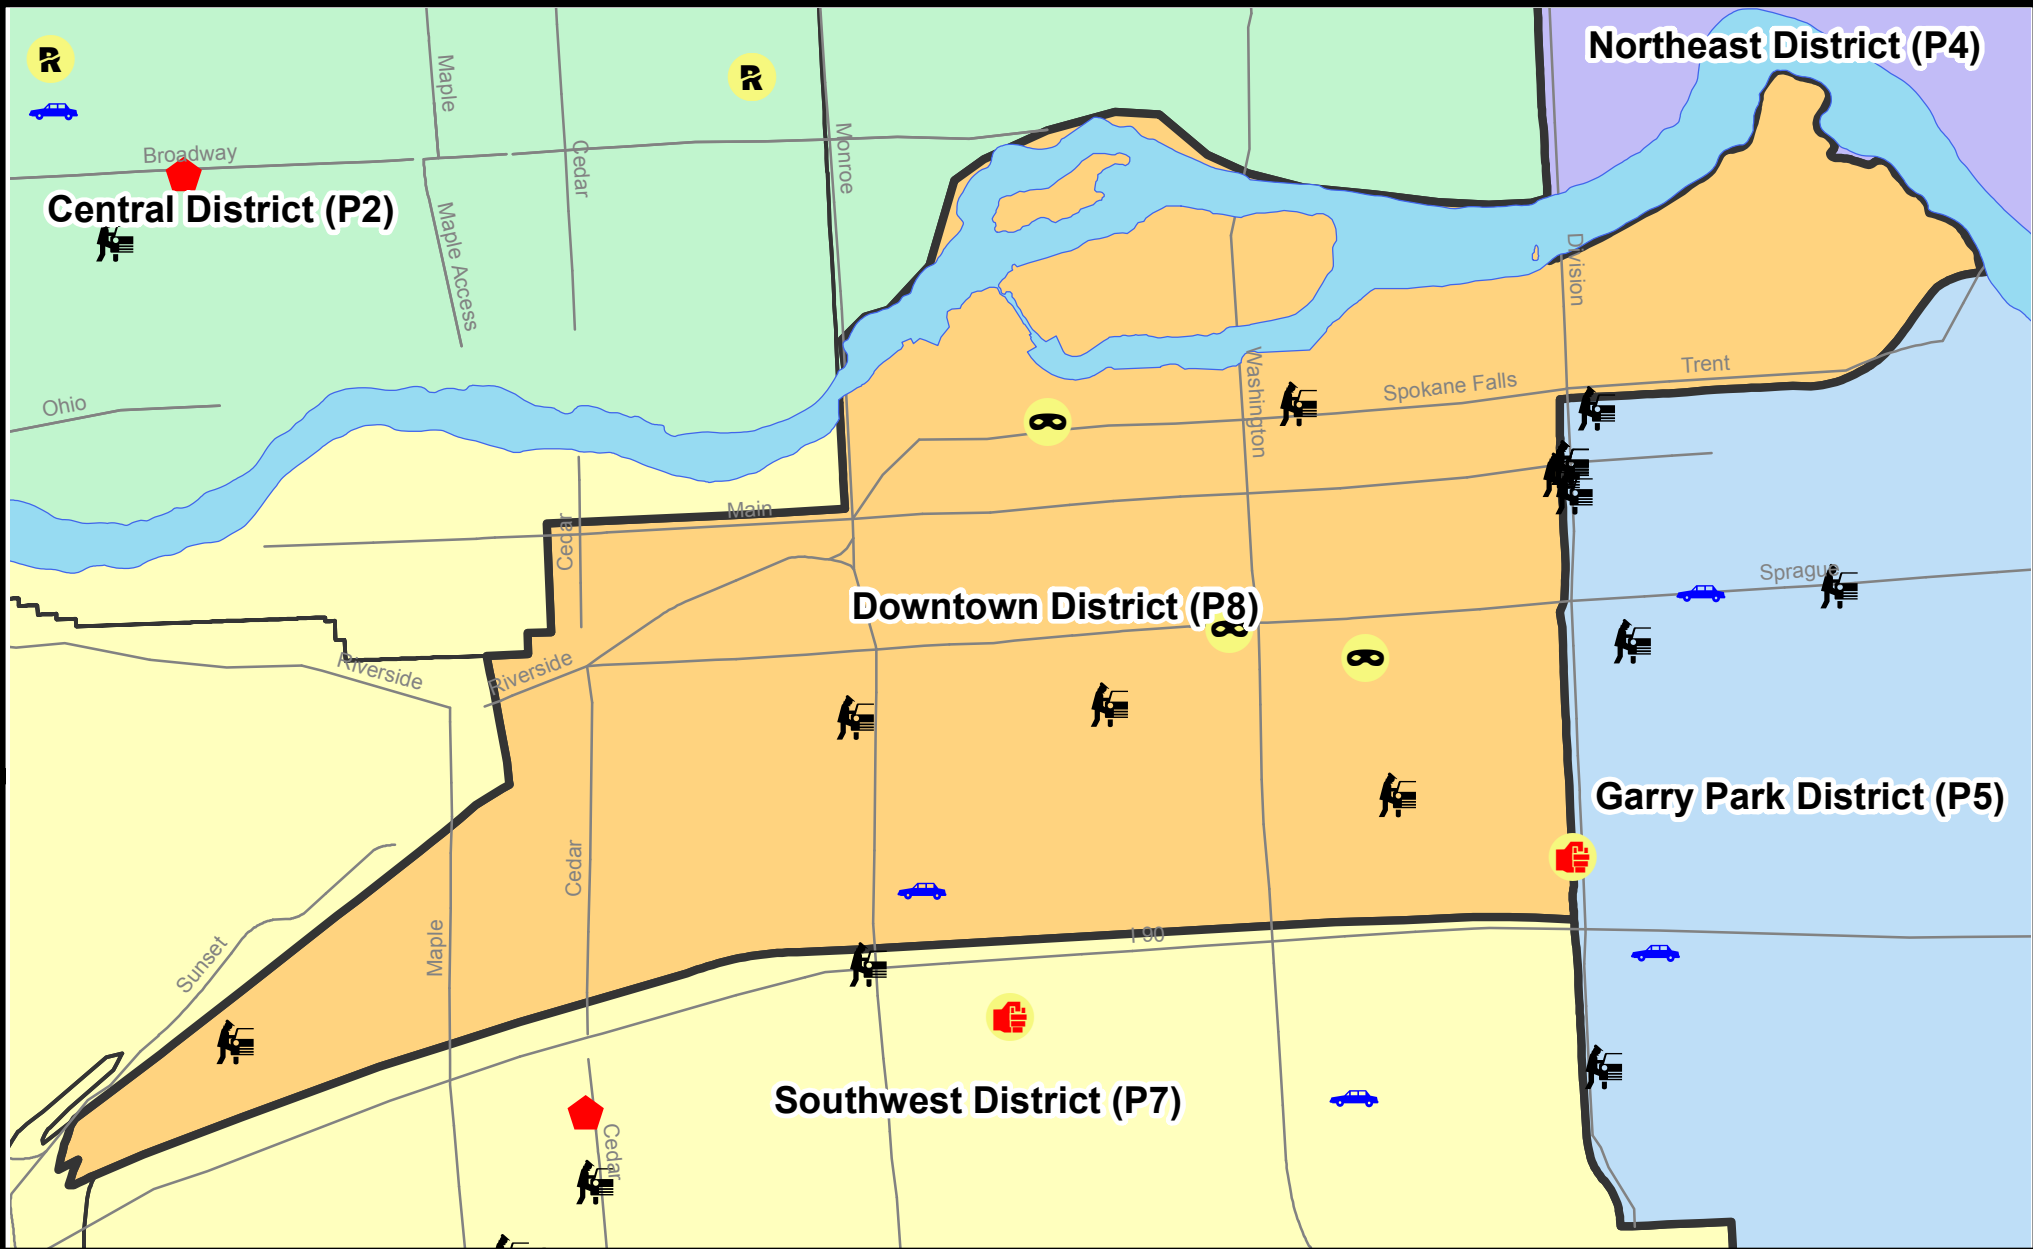 Northeast District (P4)
R
R
Maple
Monroe
Cedar
Broadway
Central District (P2)
Maple Access
Division
Trent
Washington
Spokane Falls
Ohio
Main
Cedar
Sprague
Downtown District (P8)
Riverside
Riverside
Garry Park District (P5)
Cedar
Maple
I-90
Sunset
Southwest District (P7)
Cedar